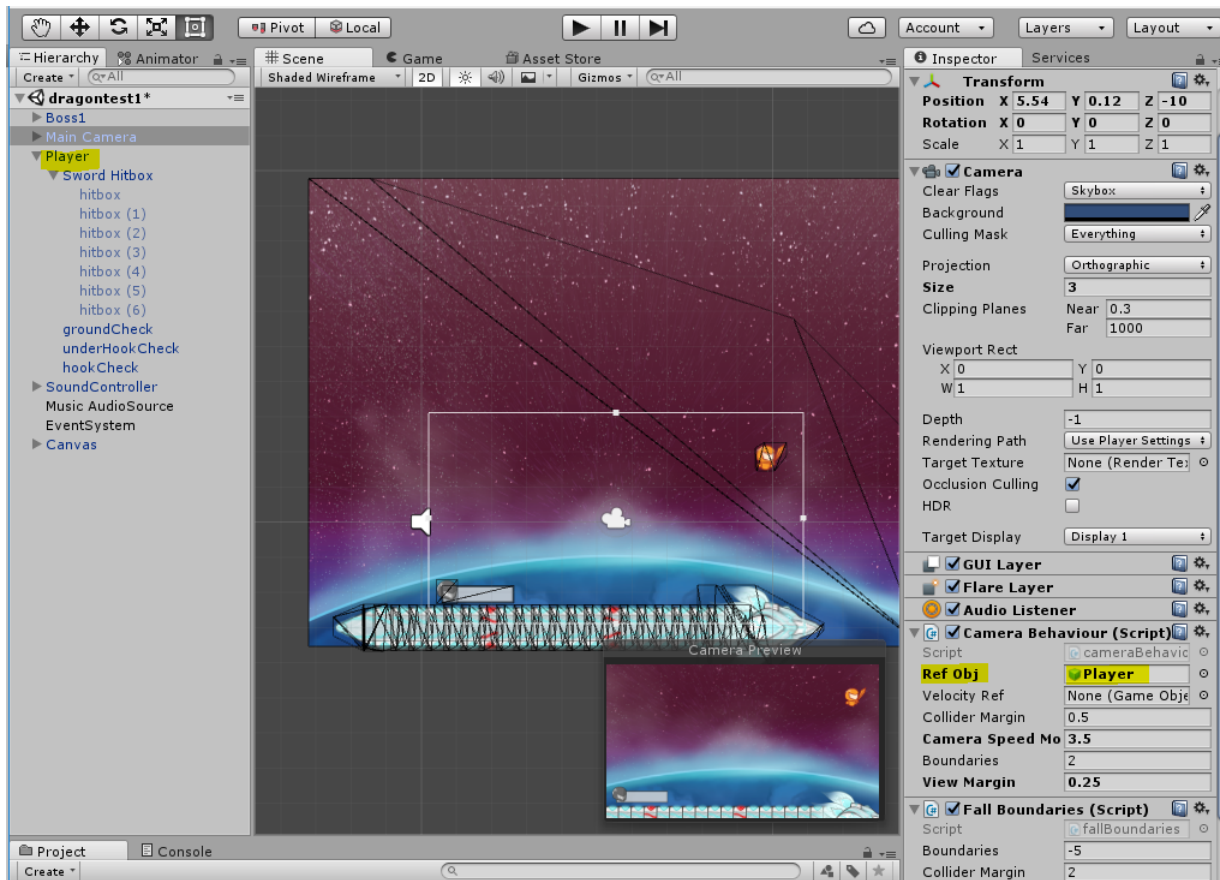 Pivot Local Account Layers Layout
Hierarchy Animator
Create All
dragontest1*
Boss1
Main Camera
Player
Sword Hitbox
hitbox
hitbox (1)
hitbox (2)
hitbox (3)
hitbox (4)
hitbox (5)
hitbox (6)
groundCheck
underHookCheck
hookCheck
SoundController
Music AudioSource
EventSystem
Canvas
# Scene Game Asset Store
Shaded Wireframe 2D Gizmos All
Camera Preview
Inspector Services
Transform
Position X 5.54 Y 0.12 Z -10
Rotation X 0 Y 0 Z 0
Scale X 1 Y 1 Z 1
Camera
Clear Flags Skybox
Background
Culling Mask Everything
Projection Orthographic
Size 3
Clipping Planes Near 0.3
Far 1000
Viewport Rect
X 0 Y 0
W 1 H 1
Depth -1
Rendering Path Use Player Settings
Target Texture None (Render Te
Occlusion Culling
HDR
Target Display Display 1
GUI Layer
Flare Layer
Audio Listener
Camera Behaviour (Script)
Script cameraBehavio
Ref Obj Player
Velocity Ref None (Game Obje
Collider Margin 0.5
Camera Speed Mo 3.5
Boundaries 2
View Margin 0.25
Fall Boundaries (Script)
Script fallBoundaries
Boundaries -5
Collider Margin 2
Project Console
Create